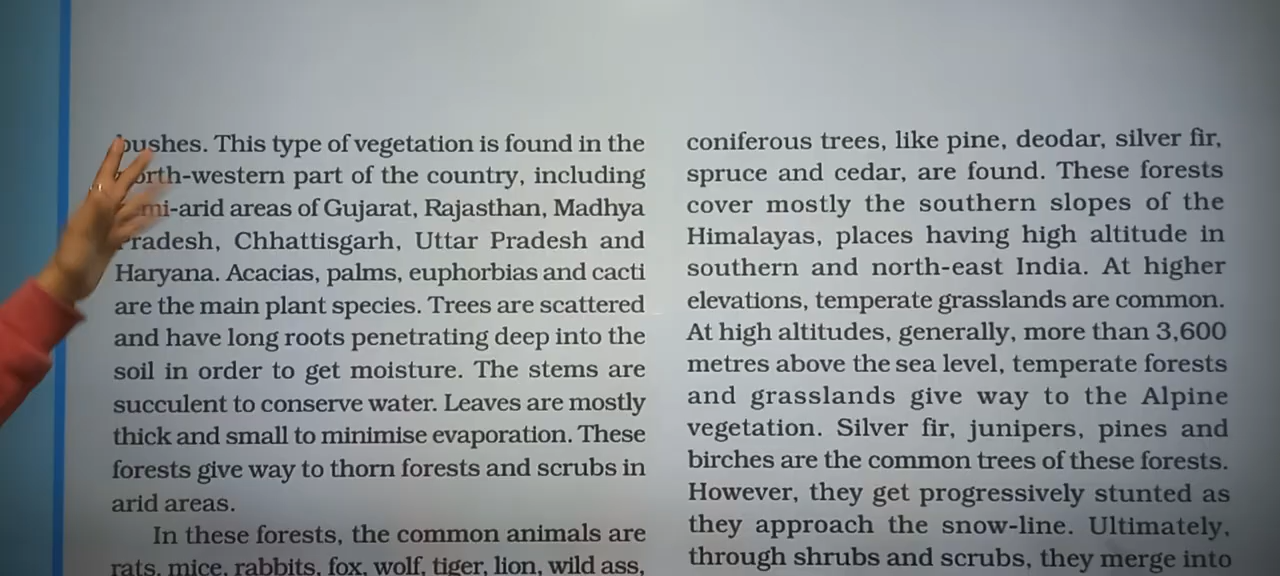 bushes. This type of vegetation is found in the
north-western part of the country, including
semi-arid areas of Gujarat, Rajasthan, Madhya
Pradesh, Chhattisgarh, Uttar Pradesh and
Haryana. Acacias, palms, euphorbias and cacti
are the main plant species. Trees are scattered
and have long roots penetrating deep into the
soil in order to get moisture. The stems are
succulent to conserve water. Leaves are mostly
thick and small to minimise evaporation. These
forests give way to thorn forests and scrubs in
arid areas.
In these forests, the common animals are
rats, mice, rabbits, fox, wolf, tiger, lion, wild ass,
coniferous trees, like pine, deodar, silver fir,
spruce and cedar, are found. These forests
cover mostly the southern slopes of the
Himalayas, places having high altitude in
southern and north-east India. At higher
elevations, temperate grasslands are common.
At high altitudes, generally, more than 3,600
metres above the sea level, temperate forests
and grasslands give way to the Alpine
vegetation. Silver fir, junipers, pines and
birches are the common trees of these forests.
However, they get progressively stunted as
they approach the snow-line. Ultimately,
through shrubs and scrubs, they merge into